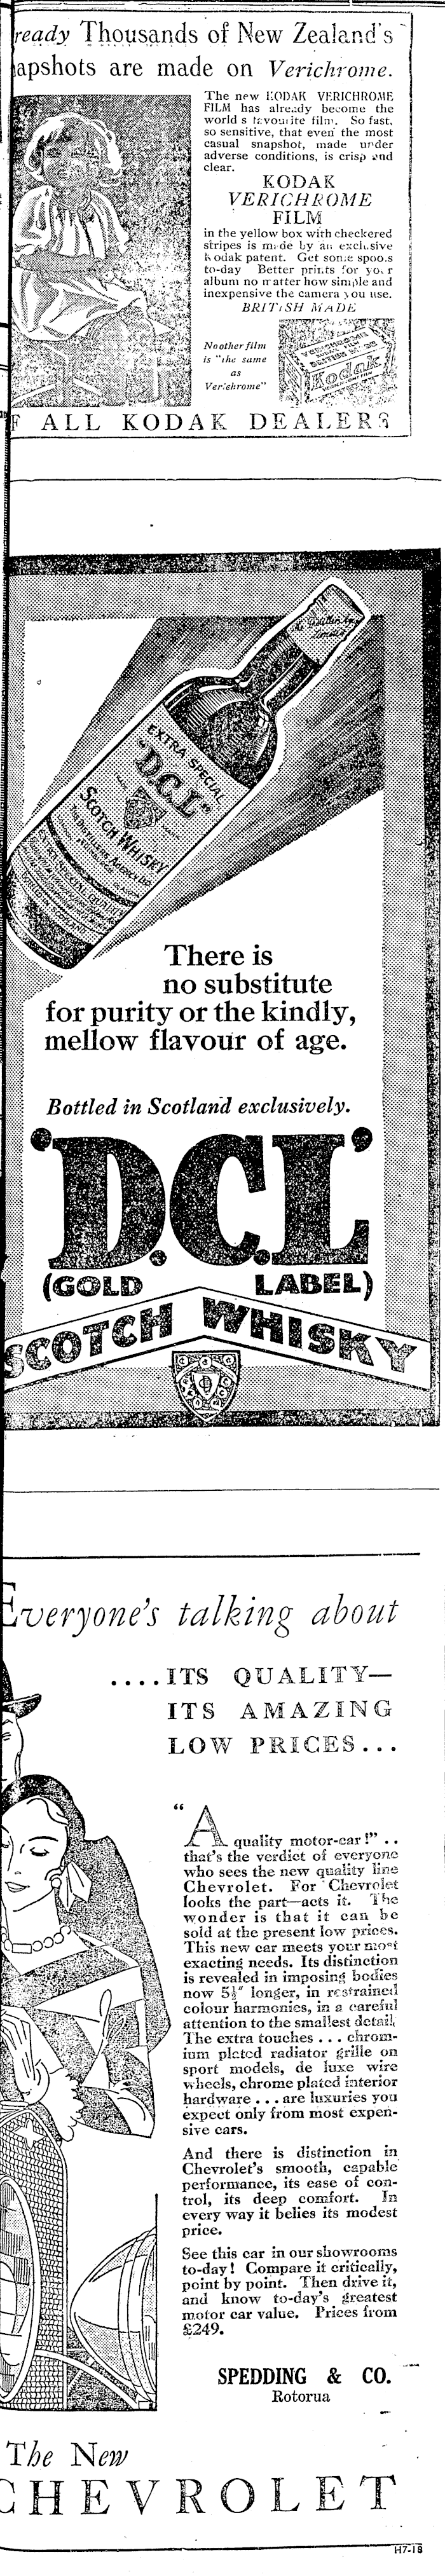 ready Thousands of New Zealand's
napshots are made on Verichrome.
The new KODAK VERICHROME
FILM has already become the
world s favourite film. So fast,
so sensitive, that even the most
casual snapshot, made under
adverse conditions, is crisp and
clear.
KODAK
VERICHROME
FILM
in the yellow box with checkered
stripes is made by an exclusive
Kodak patent. Get some spools
to-day Better prints for your
album no matter how simple and
inexpensive the camera you use.
BRITISH MADE
No other film
is "the same
as
Verichrome"
VERICHROME
Kodak
F ALL KODAK DEALERS
EXTRA SPECIAL
"D.C.L"
SCOTCH WHISKY
THE DISTILLERS AGENCY LTD
There is
no substitute
for purity or the kindly,
mellow flavour of age.
Bottled in Scotland exclusively.
'D.C.L'
(GOLD LABEL)
SCOTCH WHISKY
Everyone's talking about
....ITS QUALITY—
ITS AMAZING
LOW PRICES...
"A quality motor-car!" . .
that's the verdict of everyone
who sees the new quality line
Chevrolet. For Chevrolet
looks the part—acts it. The
wonder is that it can be
sold at the present low prices.
This new car meets your most
exacting needs. Its distinction
is revealed in imposing bodies
now 5½" longer, in restrained
colour harmonies, in a careful
attention to the smallest detail.
The extra touches . . . chrom-
ium plated radiator grille on
sport models, de luxe wire
wheels, chrome plated interior
hardware . . . are luxuries you
expect only from most expen-
sive cars.
And there is distinction in
Chevrolet's smooth, capable
performance, its ease of con-
trol, its deep comfort. In
every way it belies its modest
price.
See this car in our showrooms
to-day! Compare it critically,
point by point. Then drive it,
and know to-day's greatest
motor car value. Prices from
£249.
SPEDDING & CO.
Rotorua
The New
CHEVROLET
H7-18